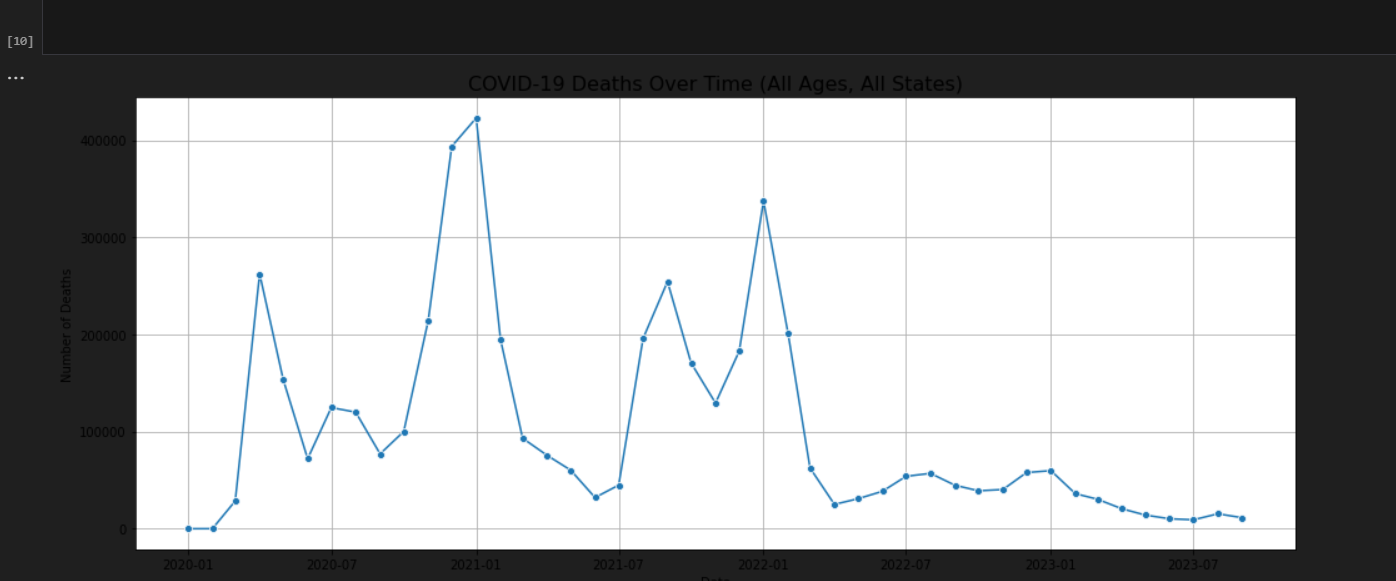 [10]
...
COVID-19 Deaths Over Time (All Ages, All States)
Number of Deaths
400000
300000
200000
100000
0
2020-01 2020-07 2021-01 2021-07 2022-01 2022-07 2023-01 2023-07